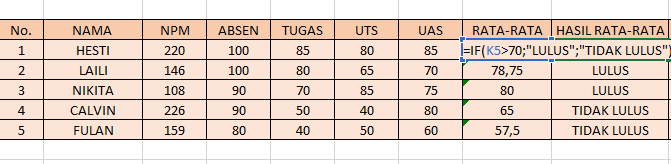 No. NAMA NPM ABSEN TUGAS UTS UAS RATA-RATA HASIL RATA-RATA
1 HESTI 220 100 85 80 85 =IF(K5>70;"LULUS";"TIDAK LULUS")
2 LAILI 146 100 80 65 70 78,75 LULUS
3 NIKITA 108 90 70 85 75 80 LULUS
4 CALVIN 226 90 50 40 80 65 TIDAK LULUS
5 FULAN 159 80 40 50 60 57,5 TIDAK LULUS